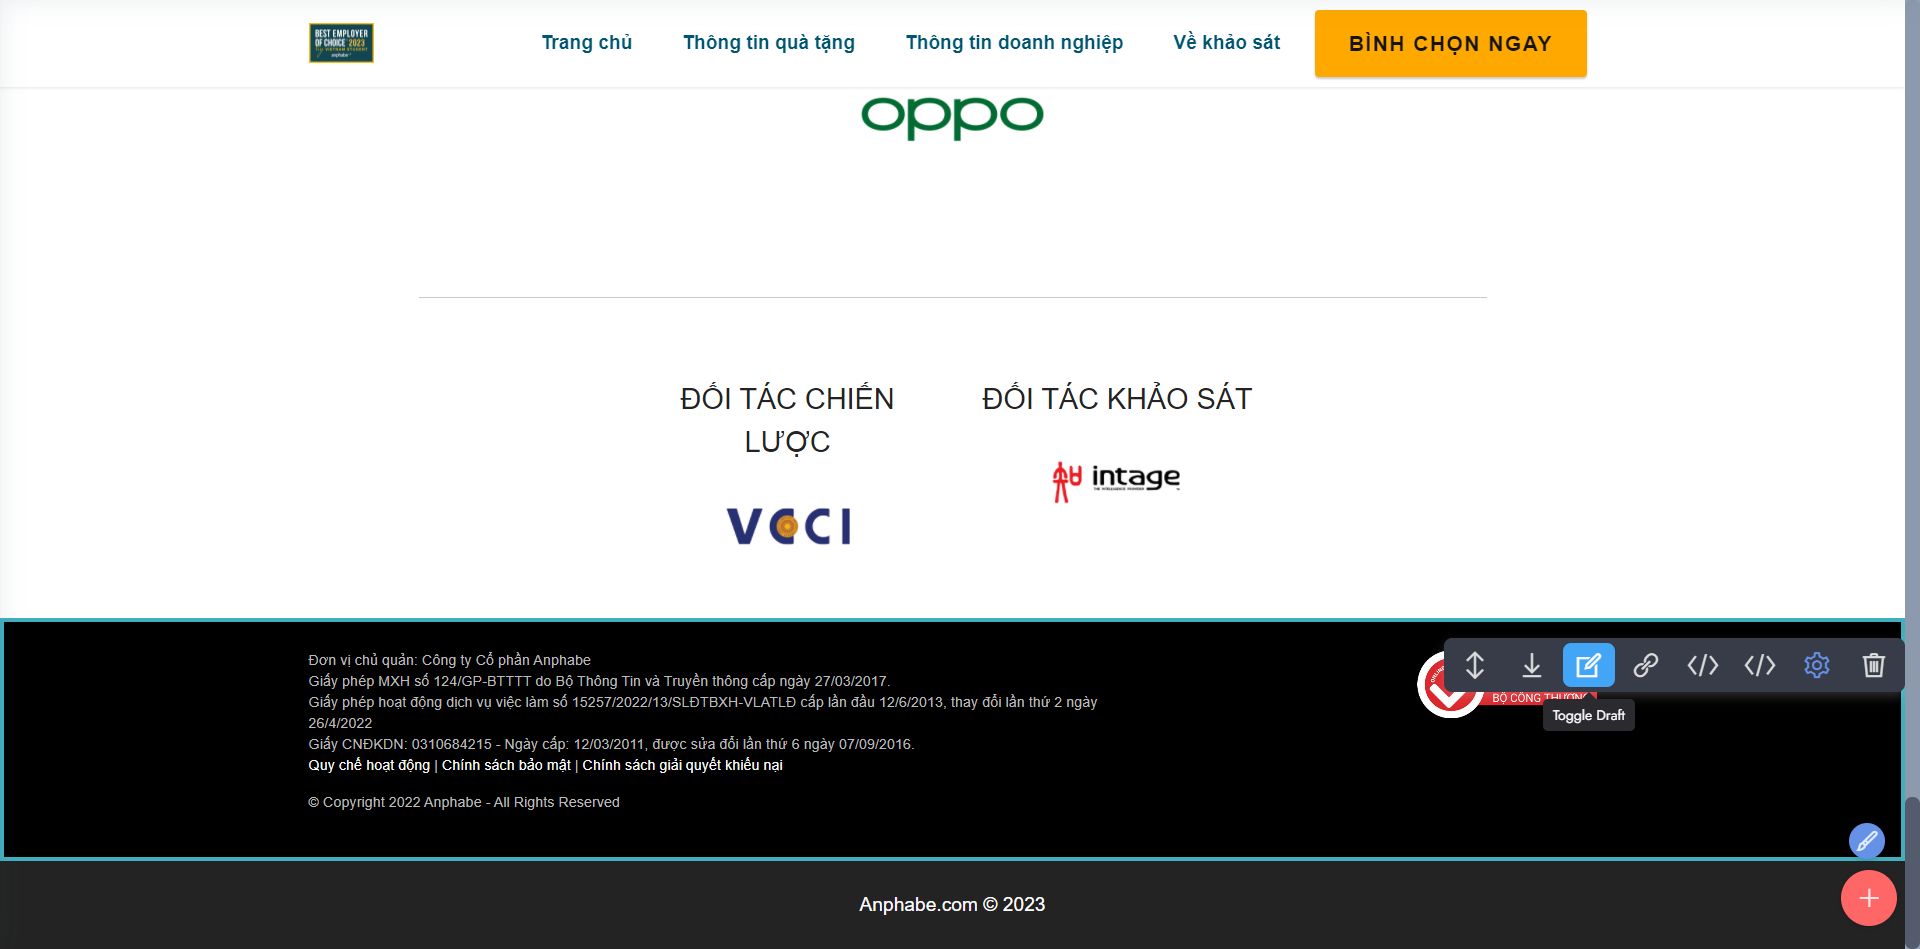 BEST EMPLOYER
OF CHOICE 2023
anphabe
Trang chủ
Thông tin quà tặng
Thông tin doanh nghiệp
Về khảo sát
BÌNH CHỌN NGAY
oppo
ĐỐI TÁC CHIẾN
LƯỢC
VCCI
ĐỐI TÁC KHẢO SÁT
intage
Đơn vị chủ quản: Công ty Cổ phần Anphabe
Giấy phép MXH số 124/GP-BTTTT do Bộ Thông Tin và Truyền thông cấp ngày 27/03/2017.
Giấy phép hoạt động dịch vụ việc làm số 15257/2022/13/SLĐTBXH-VLATLĐ cấp lần đầu 12/6/2013, thay đổi lần thứ 2 ngày
26/4/2022
Giấy CNĐKDN: 0310684215 - Ngày cấp: 12/03/2011, được sửa đổi lần thứ 6 ngày 07/09/2016.
Quy chế hoạt động | Chính sách bảo mật | Chính sách giải quyết khiếu nại
© Copyright 2022 Anphabe - All Rights Reserved
BỘ CÔNG THƯƠNG
Toggle Draft
Anphabe.com © 2023